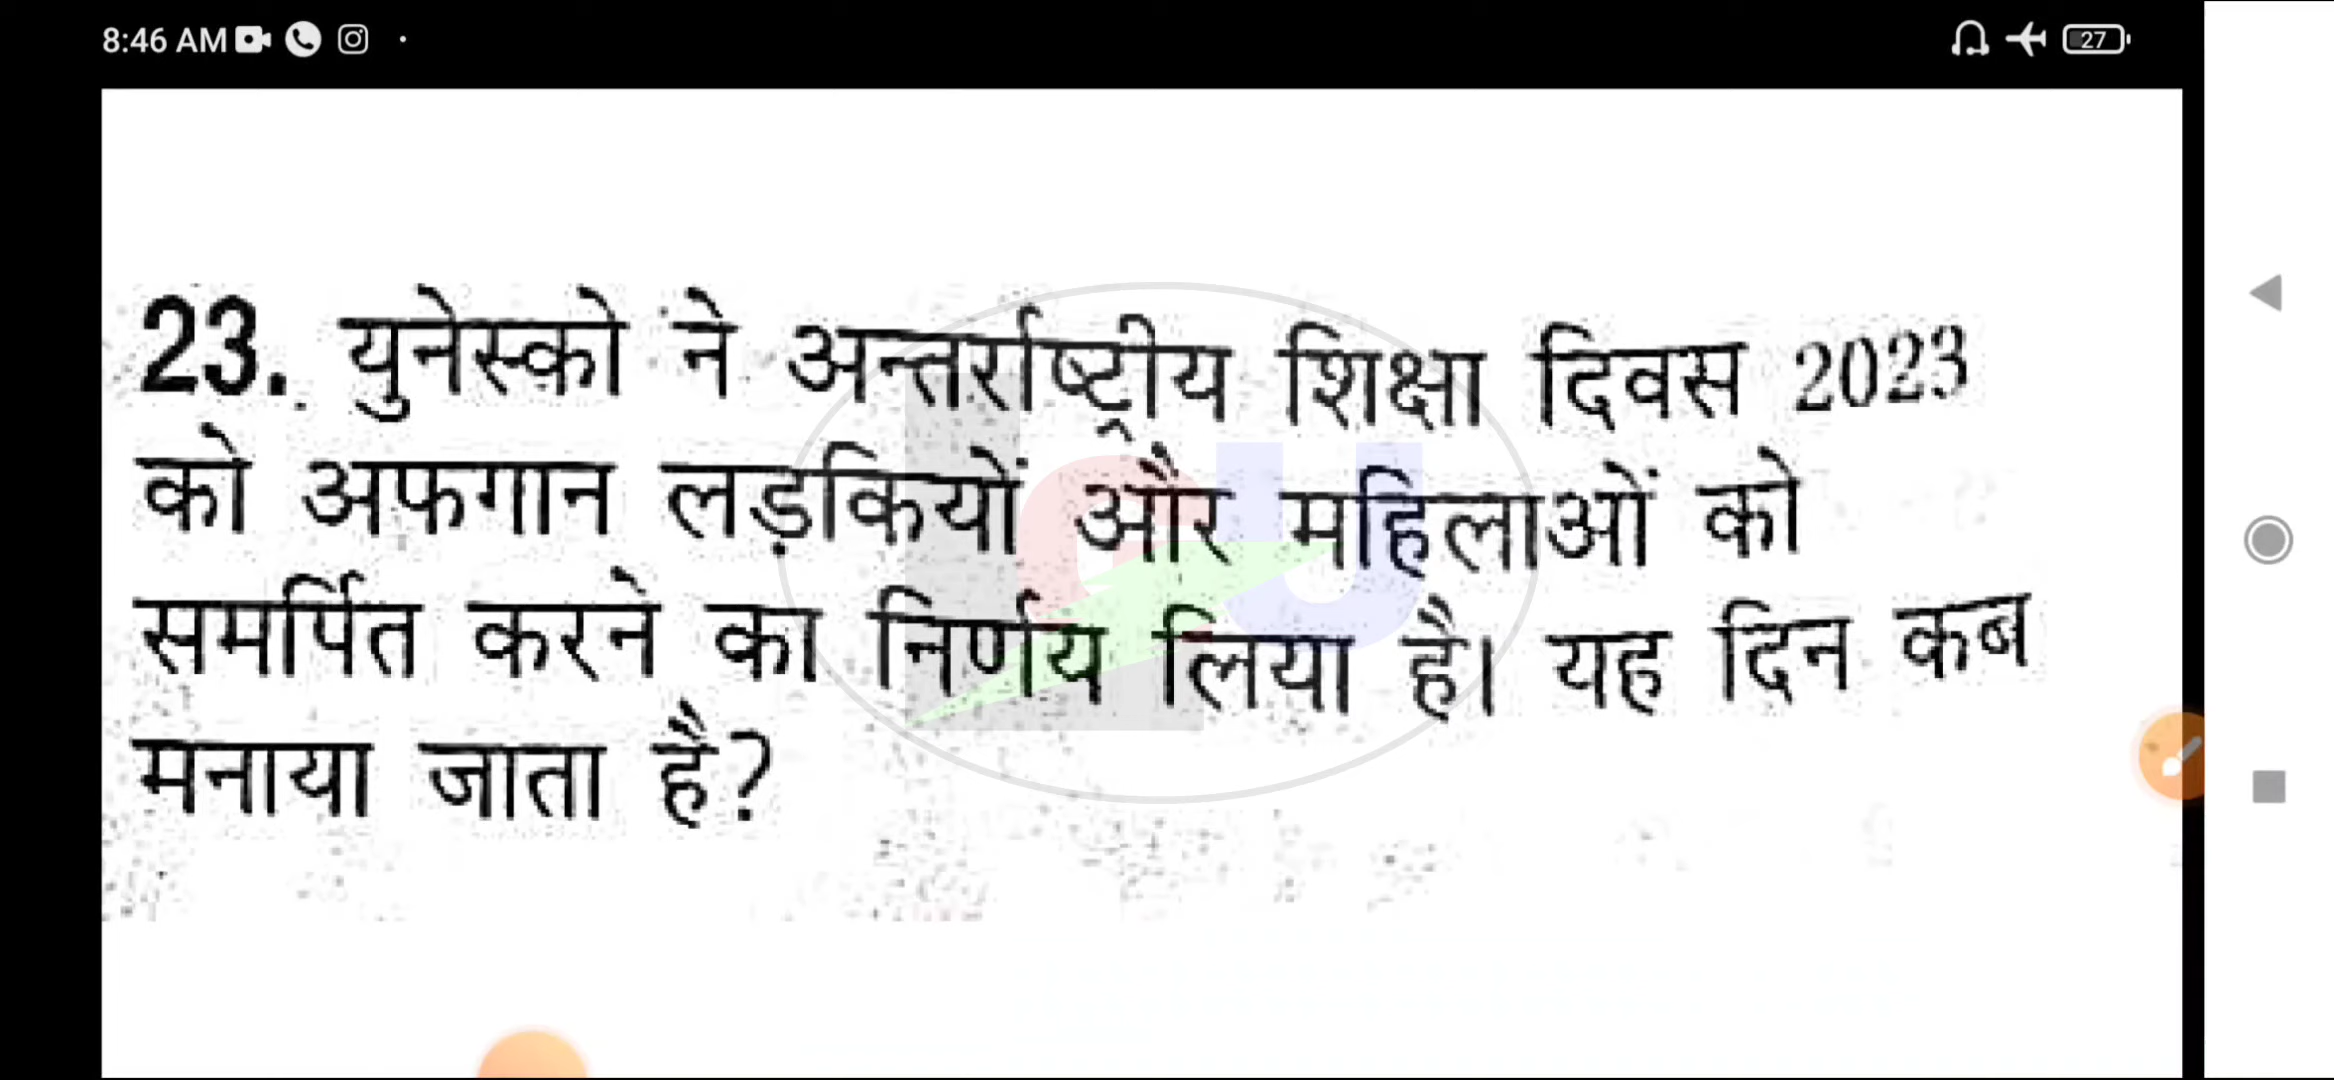 8:46 AM
27
23. युनेस्को ने अन्तर्राष्ट्रीय शिक्षा दिवस 2023
को अफगान लड़कियों और महिलाओं को
समर्पित करने का निर्णय लिया है। यह दिन कब
मनाया जाता है?